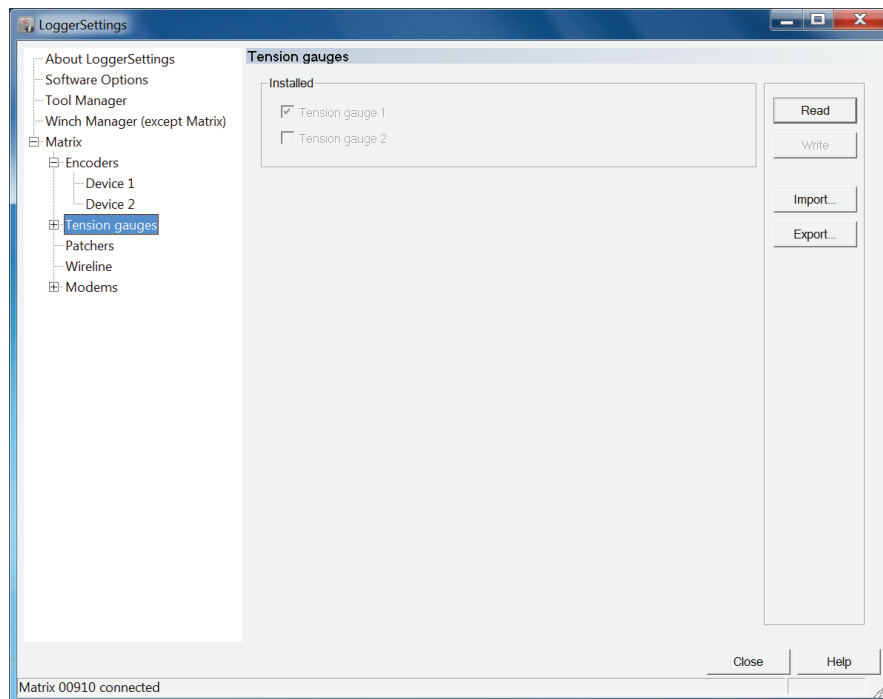 LoggerSettings
About LoggerSettings
Software Options
Tool Manager
Winch Manager (except Matrix)
Matrix
Encoders
Device 1
Device 2
Tension gauges
Patchers
Wireline
Modems
Tension gauges
Installed
Tension gauge 1
Tension gauge 2
Read
Write
Import...
Export...
Close
Help
Matrix 00910 connected